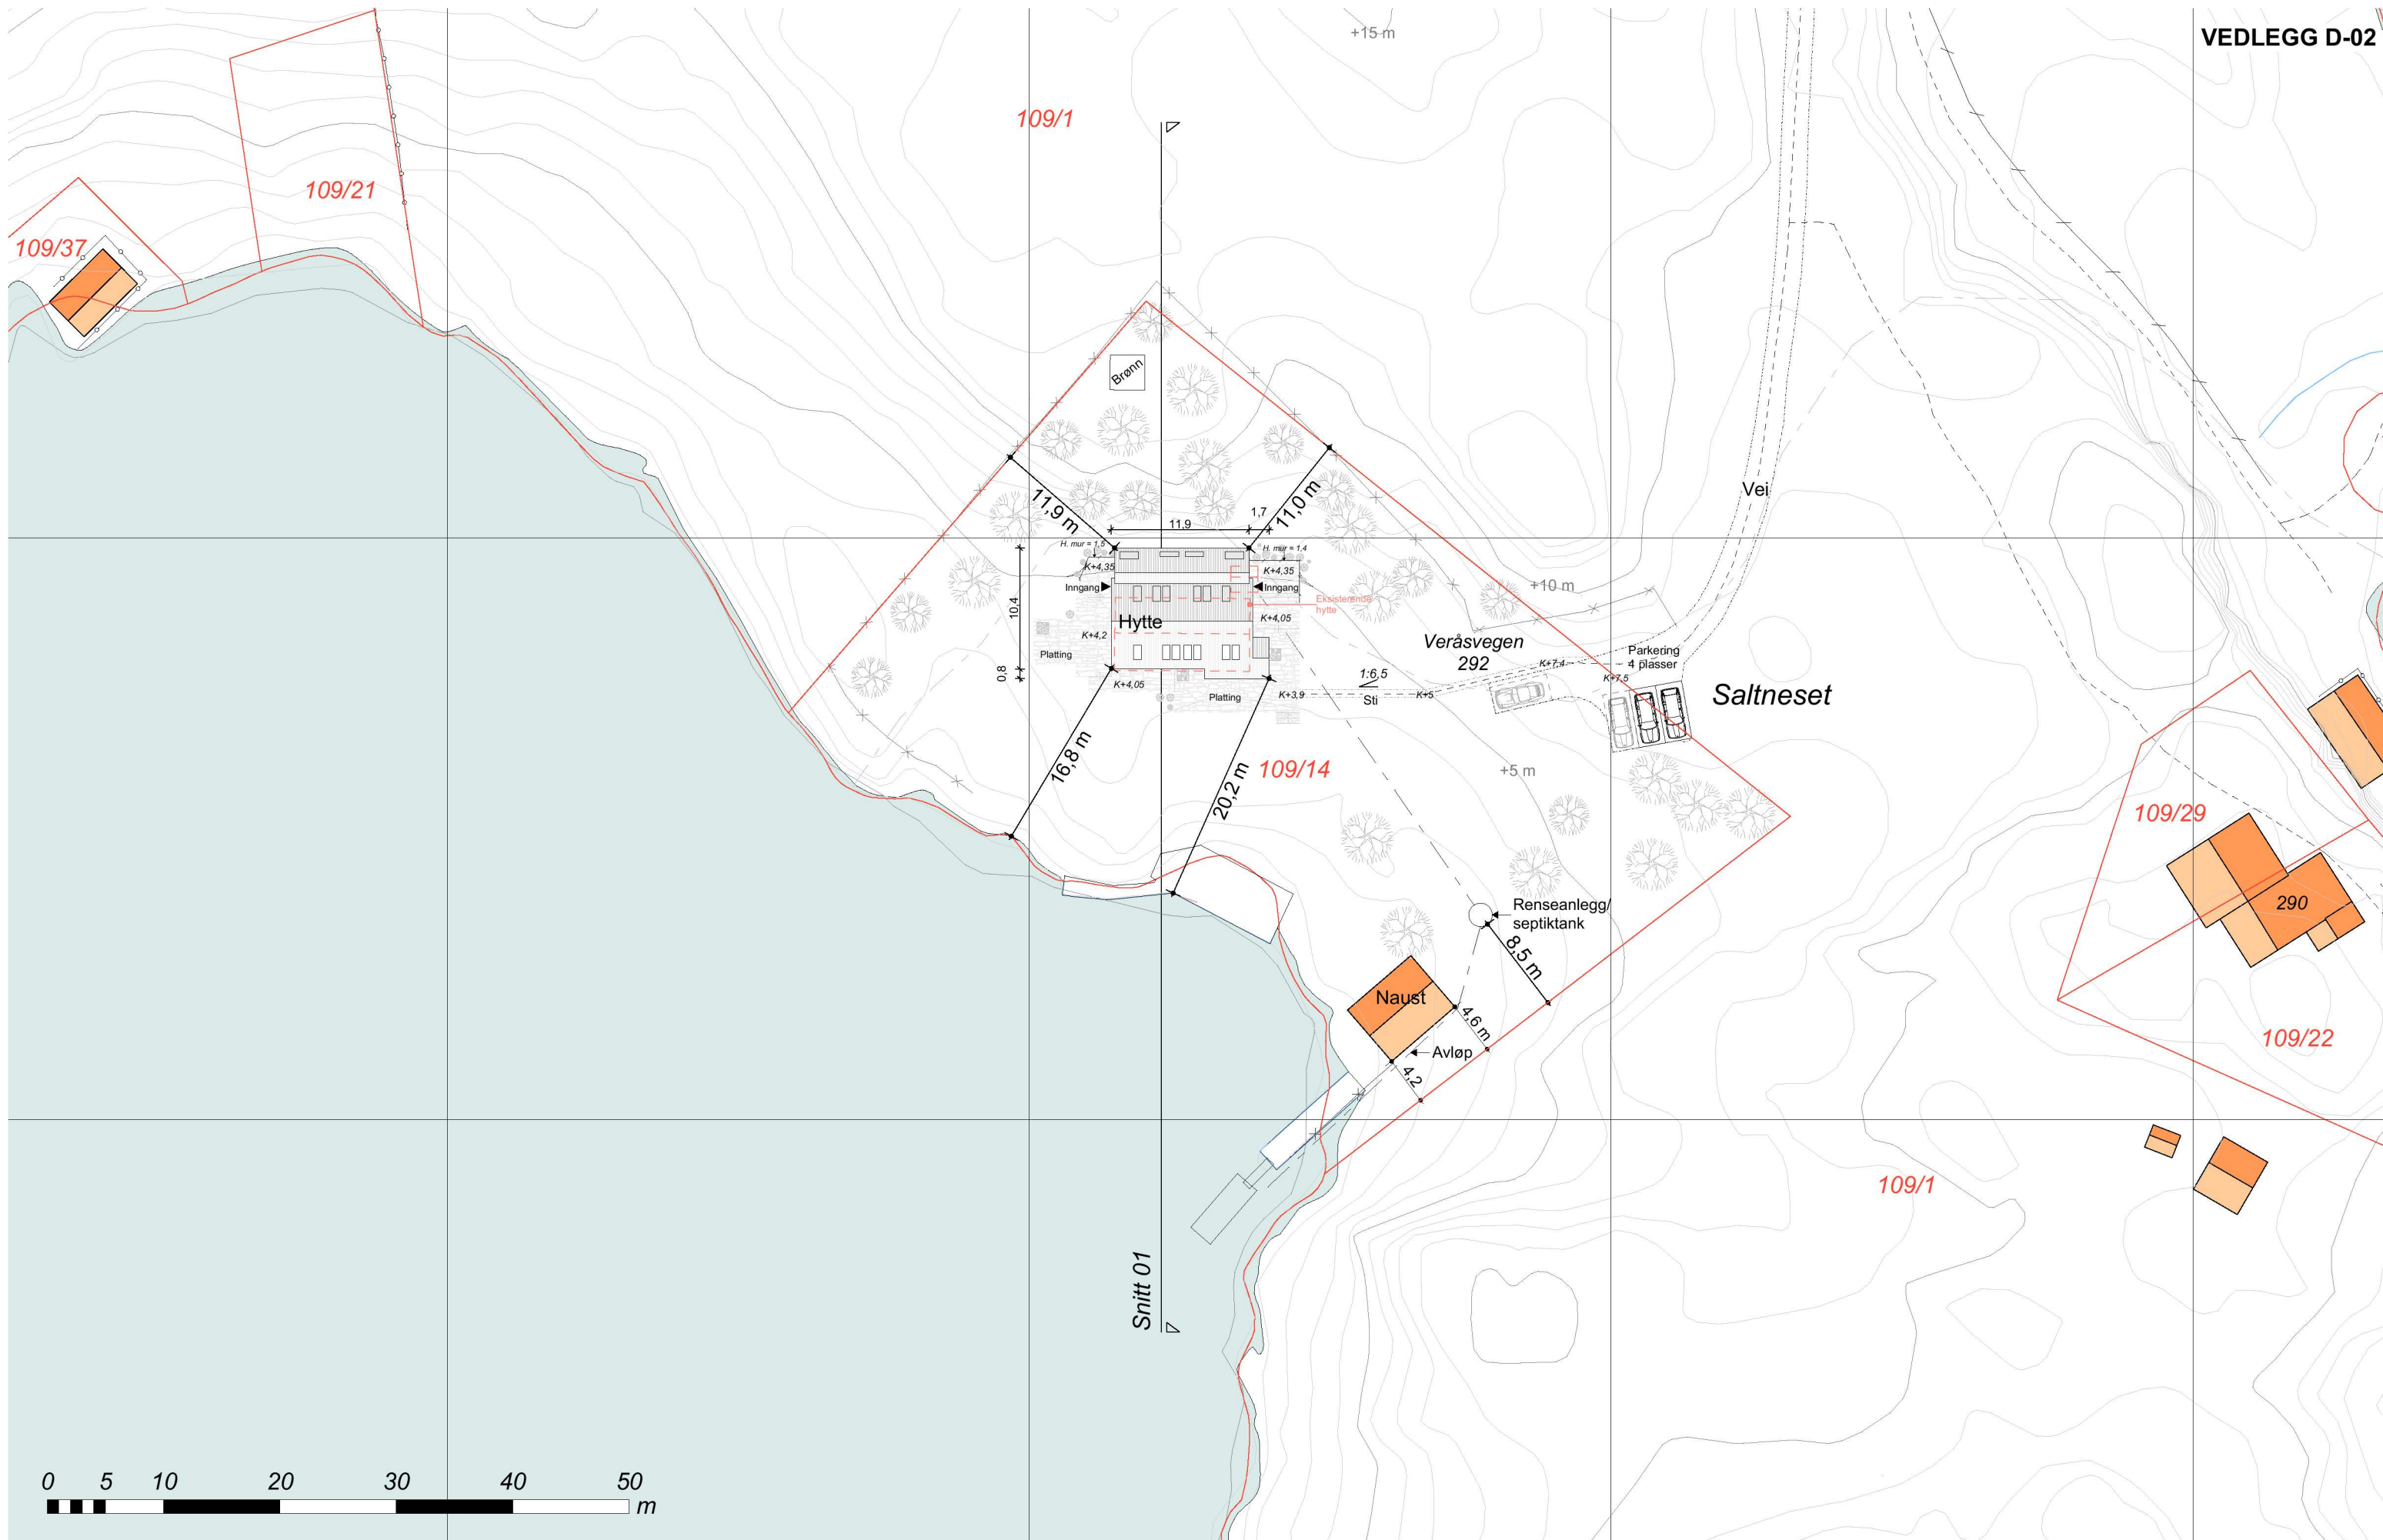 +15 m
VEDLEGG D-02
109/1
109/21
109/37
Brønn
11,9 m
11,0 m
Vei
1,7
11,9
H. mur = 1,5
H. mur = 1,4
K+4,35
K+4,35
Inngang
Inngang
+10 m
Eksisterende
hytte
10,4
Hytte
K+4,05
K+4,2
Platting
Veråsvegen
292
Parkering
4 plasser
K+7,4
0,8
1:6,5
K+7,5
K+4,05
Platting
K+3,9
Sti
K+5
Saltneset
16,8 m
20,2 m
109/14
+5 m
109/29
290
Renseanlegg/
septiktank
8,5 m
Naust
4,6 m
Avløp
4,2
109/22
109/1
Snitt 01
0 5 10 20 30 40 50
m